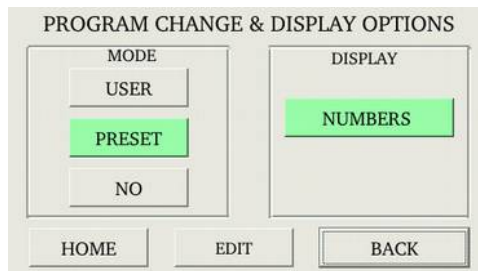 PROGRAM CHANGE & DISPLAY OPTIONS
MODE
USER
PRESET
NO
DISPLAY
NUMBERS
HOME
EDIT
BACK